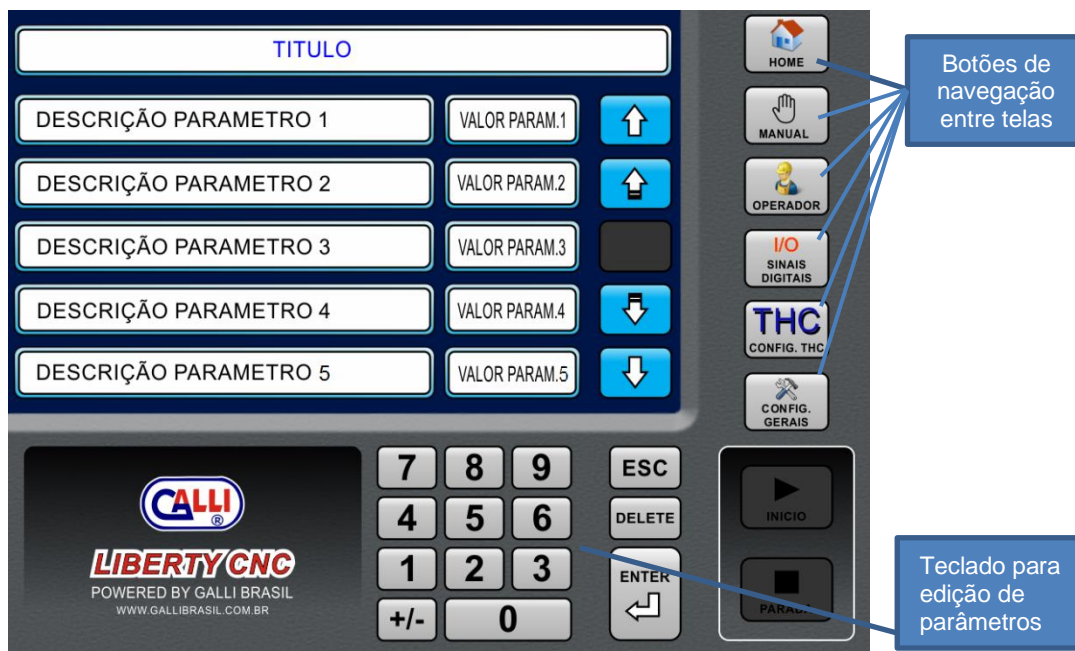 TITULO
DESCRIÇÃO PARAMETRO 1
VALOR PARAM.1
DESCRIÇÃO PARAMETRO 2
VALOR PARAM.2
DESCRIÇÃO PARAMETRO 3
VALOR PARAM.3
DESCRIÇÃO PARAMETRO 4
VALOR PARAM.4
DESCRIÇÃO PARAMETRO 5
VALOR PARAM.5
HOME
MANUAL
OPERADOR
I/O
SINAIS
DIGITAIS
THC
CONFIG. THC
CONFIG.
GERAIS
Botões de
navegação
entre telas
GALLI
®
LIBERTY CNC
POWERED BY GALLI BRASIL
WWW.GALLIBRASIL.COM.BR
7 8 9
4 5 6
1 2 3
+/- 0
ESC
DELETE
ENTER
INICIO
PARADA
Teclado para
edição de
parâmetros